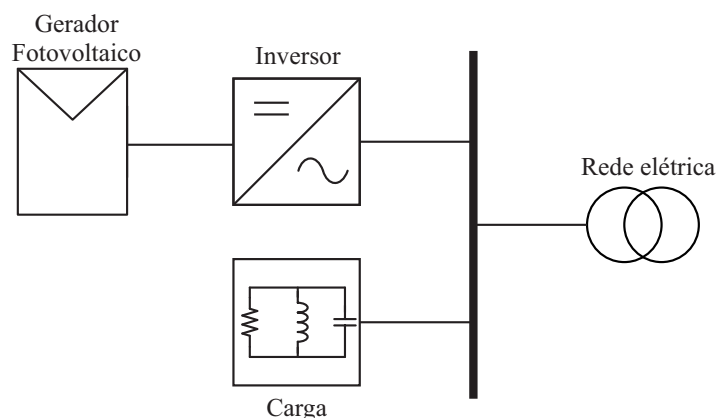 Gerador
Fotovoltaico
Inversor
Rede elétrica
Carga